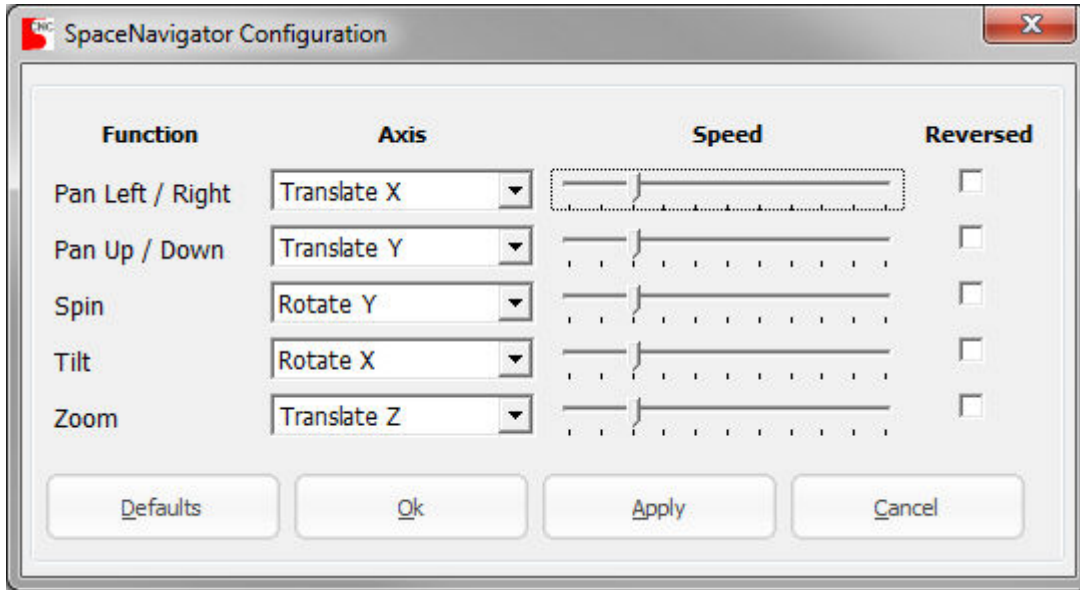 CNC
SpaceNavigator Configuration
Function Axis Speed Reversed
Pan Left / Right Translate X
Pan Up / Down Translate Y
Spin Rotate Y
Tilt Rotate X
Zoom Translate Z
Defaults Ok Apply Cancel